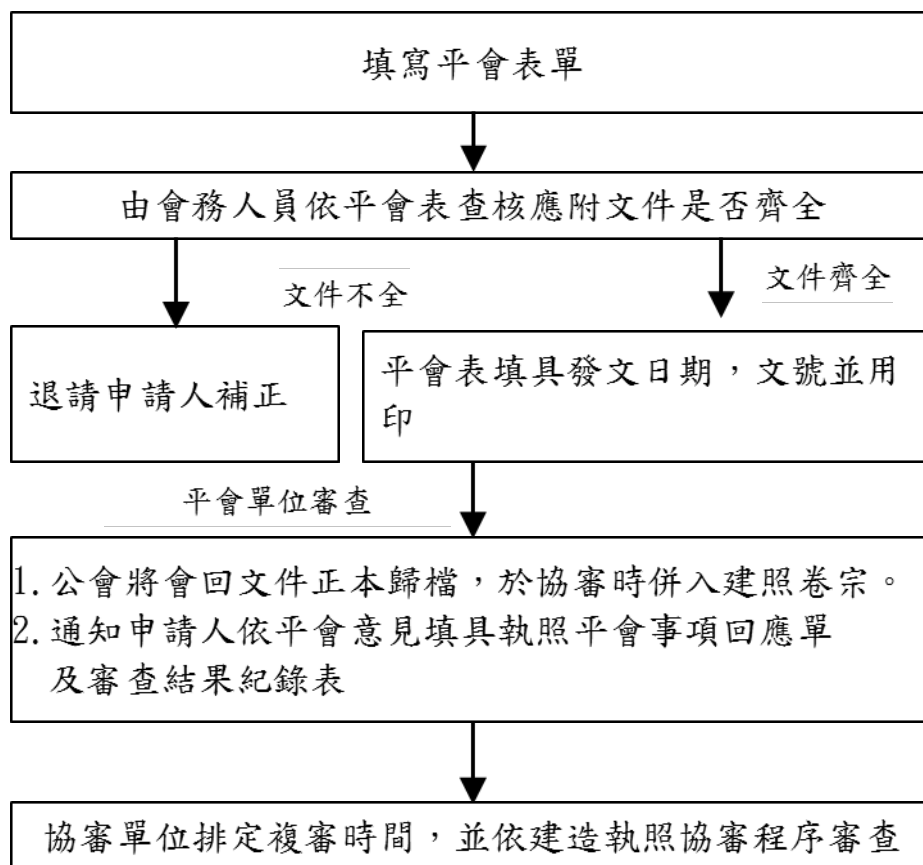 填寫平會表單
由會務人員依平會表查核應附文件是否齊全
文件不全
文件齊全
退請申請人補正
平會表填具發文日期，文號並用
印
平會單位審查
1. 公會將會回文件正本歸檔，於協審時併入建照卷宗。
2. 通知申請人依平會意見填具執照平會事項回應單
及審查結果紀錄表
協審單位排定複審時間，並依建造執照協審程序審查